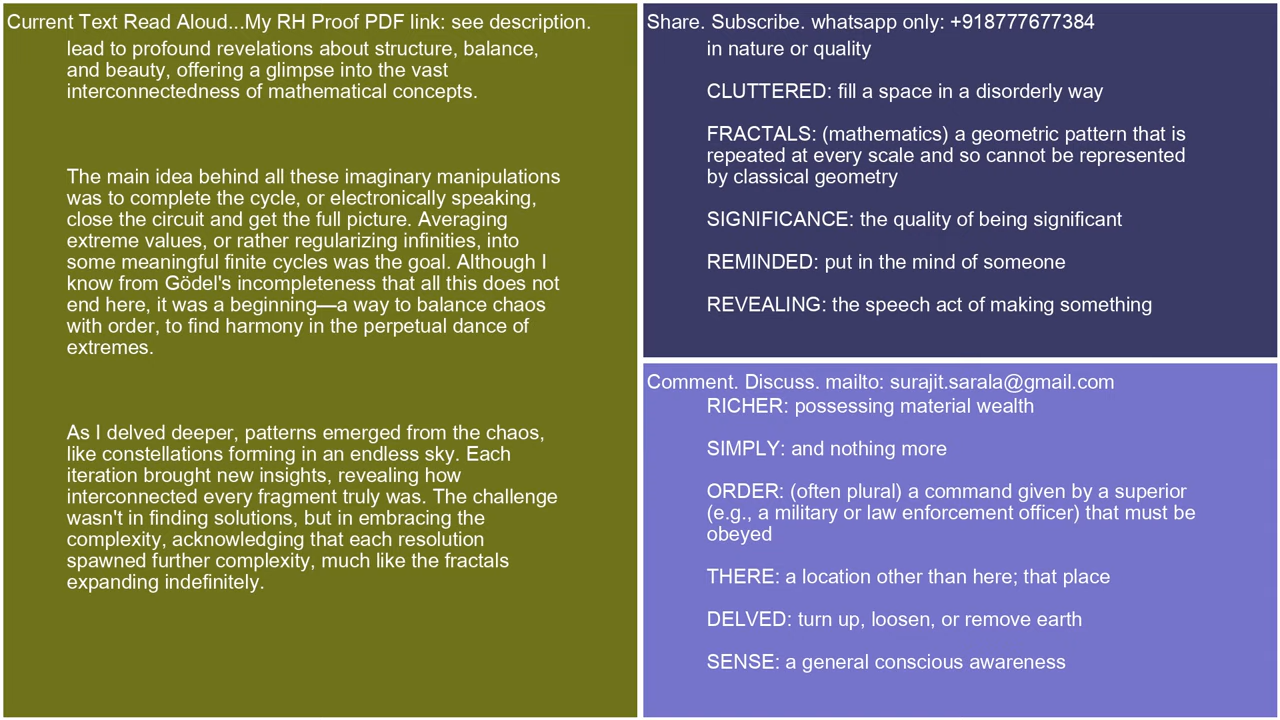 Current Text Read Aloud...My RH Proof PDF link: see description.
lead to profound revelations about structure, balance,
and beauty, offering a glimpse into the vast
interconnectedness of mathematical concepts.
The main idea behind all these imaginary manipulations
was to complete the cycle, or electronically speaking,
close the circuit and get the full picture. Averaging
extreme values, or rather regularizing infinities, into
some meaningful finite cycles was the goal. Although I
know from Gödel's incompleteness that all this does not
end here, it was a beginning—a way to balance chaos
with order, to find harmony in the perpetual dance of
extremes.
As I delved deeper, patterns emerged from the chaos,
like constellations forming in an endless sky. Each
iteration brought new insights, revealing how
interconnected every fragment truly was. The challenge
wasn't in finding solutions, but in embracing the
complexity, acknowledging that each resolution
spawned further complexity, much like the fractals
expanding indefinitely.
Share. Subscribe. whatsapp only: +918777677384
in nature or quality
CLUTTERED: fill a space in a disorderly way
FRACTALS: (mathematics) a geometric pattern that is
repeated at every scale and so cannot be represented
by classical geometry
SIGNIFICANCE: the quality of being significant
REMINDED: put in the mind of someone
REVEALING: the speech act of making something
Comment. Discuss. mailto: surajit.sarala@gmail.com
RICHER: possessing material wealth
SIMPLY: and nothing more
ORDER: (often plural) a command given by a superior
(e.g., a military or law enforcement officer) that must be
obeyed
THERE: a location other than here; that place
DELVED: turn up, loosen, or remove earth
SENSE: a general conscious awareness